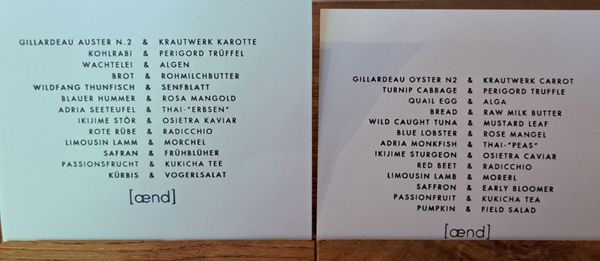 GILLARDEAU AUSTER N.2 & KRAUTWERK KAROTTE
KOHLRABI & PERIGORD TRÜFFEL
WACHTELEI & ALGEN
BROT & ROHMILCHBUTTER
WILDFANG THUNFISCH & SENFBLATT
BLAUER HUMMER & ROSA MANGOLD
ADRIA SEETEUFEL & THAI-"ERBSEN"
IKIJIME STÖR & OSIETRA KAVIAR
ROTE RÜBE & RADICCHIO
LIMOUSIN LAMM & MORCHEL
SAFRAN & FRÜHBLÜHER
PASSIONSFRUCHT & KUKICHA TEE
KÜRBIS & VOGERLSALAT
[ænd]
GILLARDEAU OYSTER N2 & KRAUTWERK CARROT
TURNIP CABBAGE & PERIGORD TRUFFLE
QUAIL EGG & ALGA
BREAD & RAW MILK BUTTER
WILD CAUGHT TUNA & MUSTARD LEAF
BLUE LOBSTER & ROSE MANGEL
ADRIA MONKFISH & THAI-"PEAS"
IKIJIME STURGEON & OSETRA CAVIAR
RED BEET & RADICCHIO
LIMOUSIN LAMB & MORERL
SAFFRON & EARLY BLOOMER
PASSIONFRUIT & KUKICHA TEA
PUMPKIN & FIELD SALAD
[ænd]